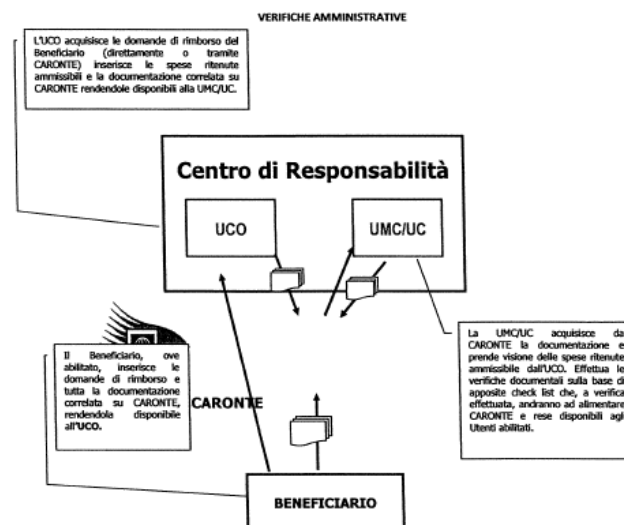 VERIFICHE AMMINISTRATIVE
L'UCO acquisisce le domande di rimborso del
Beneficiario (direttamente o tramite
CARONTE) inserisce le spese ritenute
ammissibili e la documentazione correlata su
CARONTE rendendole disponibili alla UMC/UC.
Centro di Responsabilità
UCO
UMC/UC
La UMC/UC acquisisce da
CARONTE la documentazione e
prende visione delle spese ritenute
ammissibile dall'UCO. Effettua le
verifiche documentali sulla base di
apposite check list che, a verifica
effettuata, andranno ad alimentare
CARONTE e rese disponibili agli
Utenti abilitati.
Il Beneficiario, ove
abilitato, inserisce le
domande di rimborso e
tutta la documentazione
correlata su CARONTE,
rendendola disponibile
all'UCO.
CARONTE
BENEFICIARIO